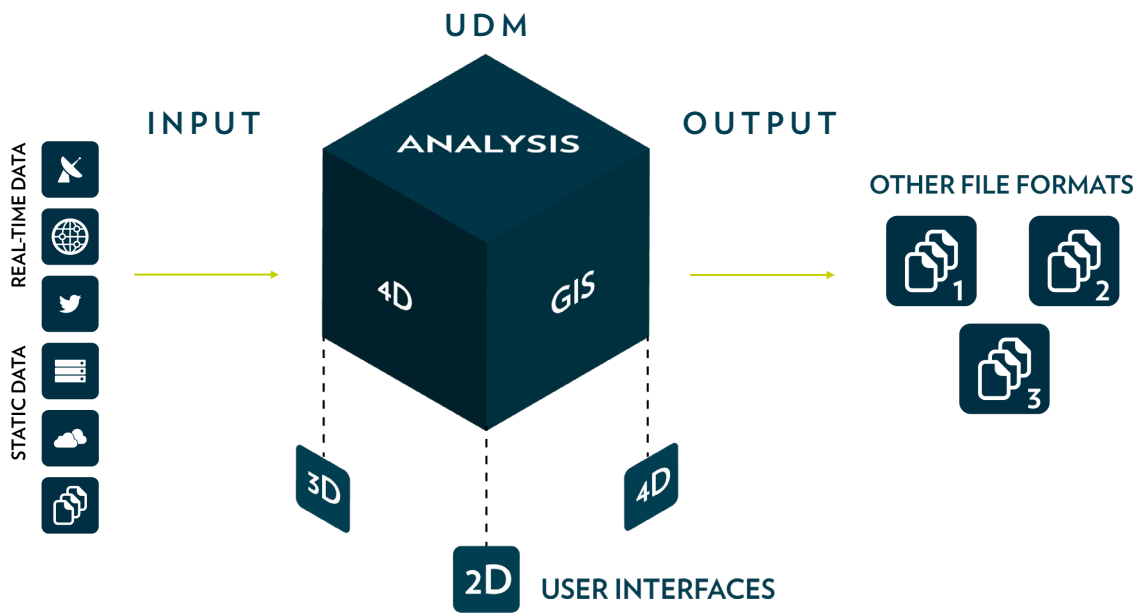 UDM
INPUT
OUTPUT
ANALYSIS
4D
GIS
REAL-TIME DATA
STATIC DATA
OTHER FILE FORMATS
1
2
3
3D
4D
2D
USER INTERFACES